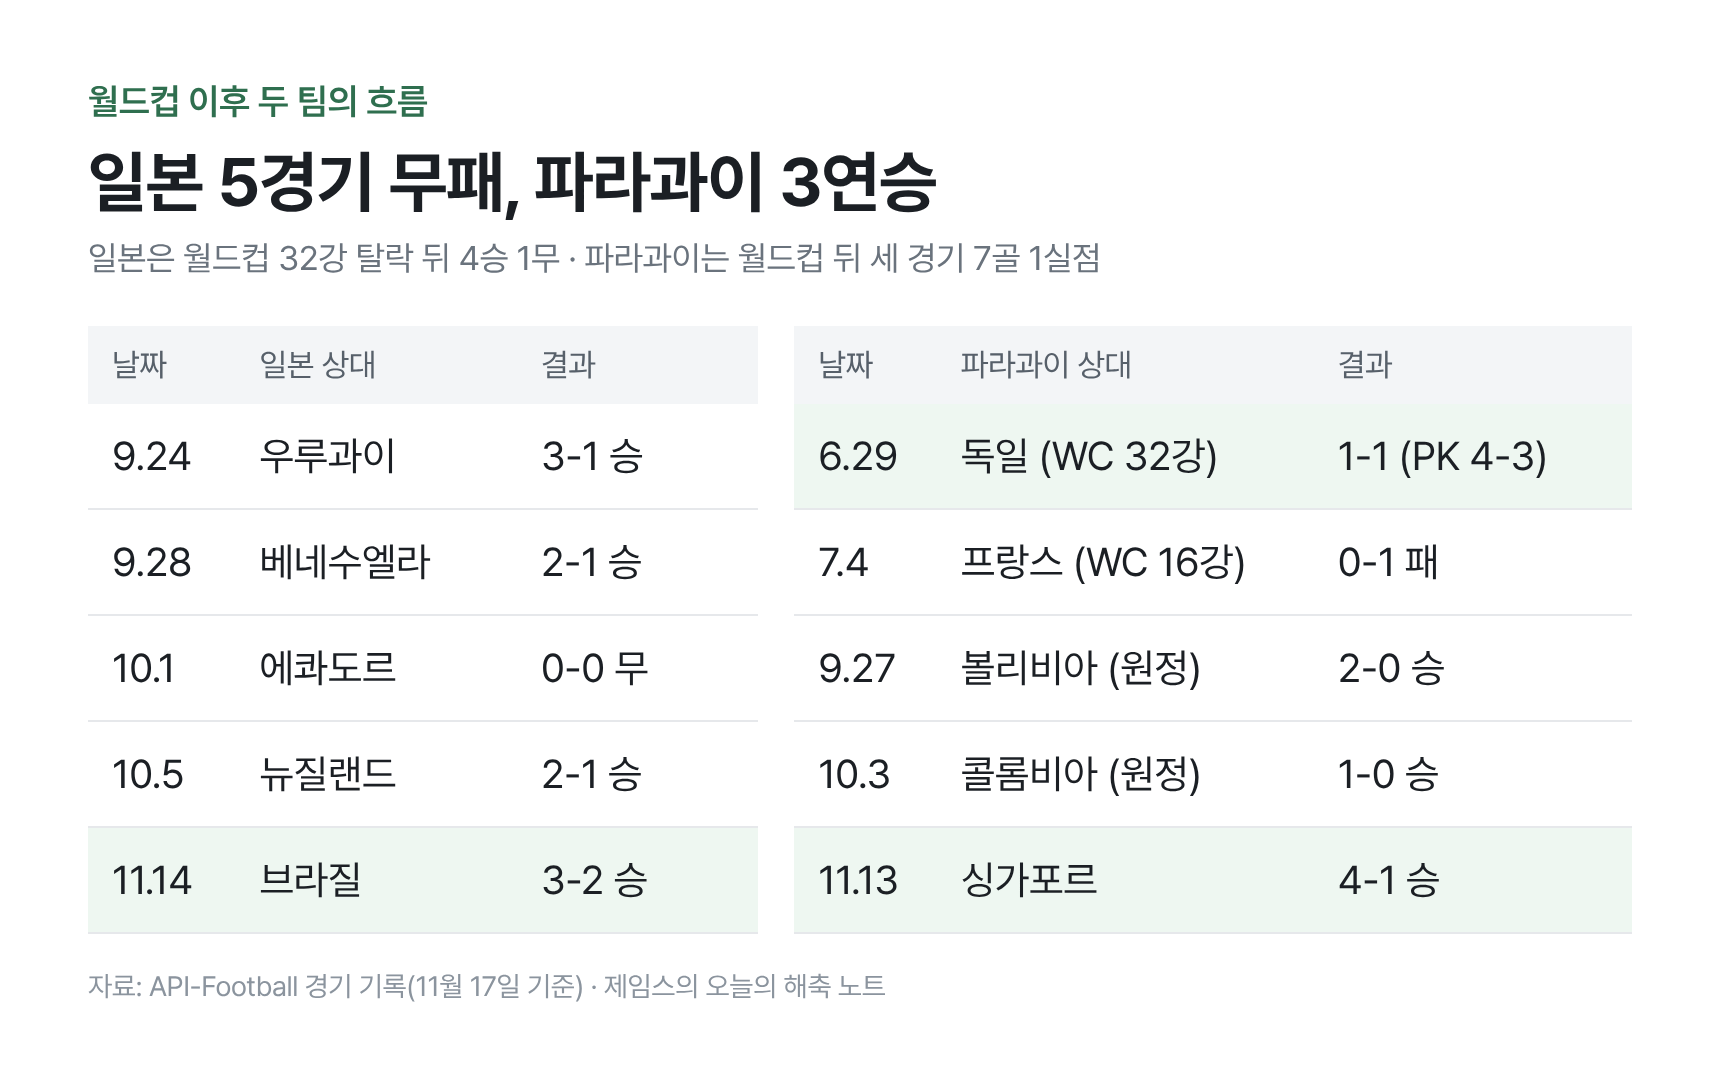 월드컵 이후 두 팀의 흐름
일본 5경기 무패, 파라과이 3연승
일본은 월드컵 32강 탈락 뒤 4승 1무 · 파라과이는 월드컵 뒤 세 경기 7골 1실점
날짜 일본 상대 결과
9.24 우루과이 3-1 승
9.28 베네수엘라 2-1 승
10.1 에콰도르 0-0 무
10.5 뉴질랜드 2-1 승
11.14 브라질 3-2 승
날짜 파라과이 상대 결과
6.29 독일 (WC 32강) 1-1 (PK 4-3)
7.4 프랑스 (WC 16강) 0-1 패
9.27 볼리비아 (원정) 2-0 승
10.3 콜롬비아 (원정) 1-0 승
11.13 싱가포르 4-1 승
자료: API-Football 경기 기록(11월 17일 기준) · 제임스의 오늘의 해축 노트